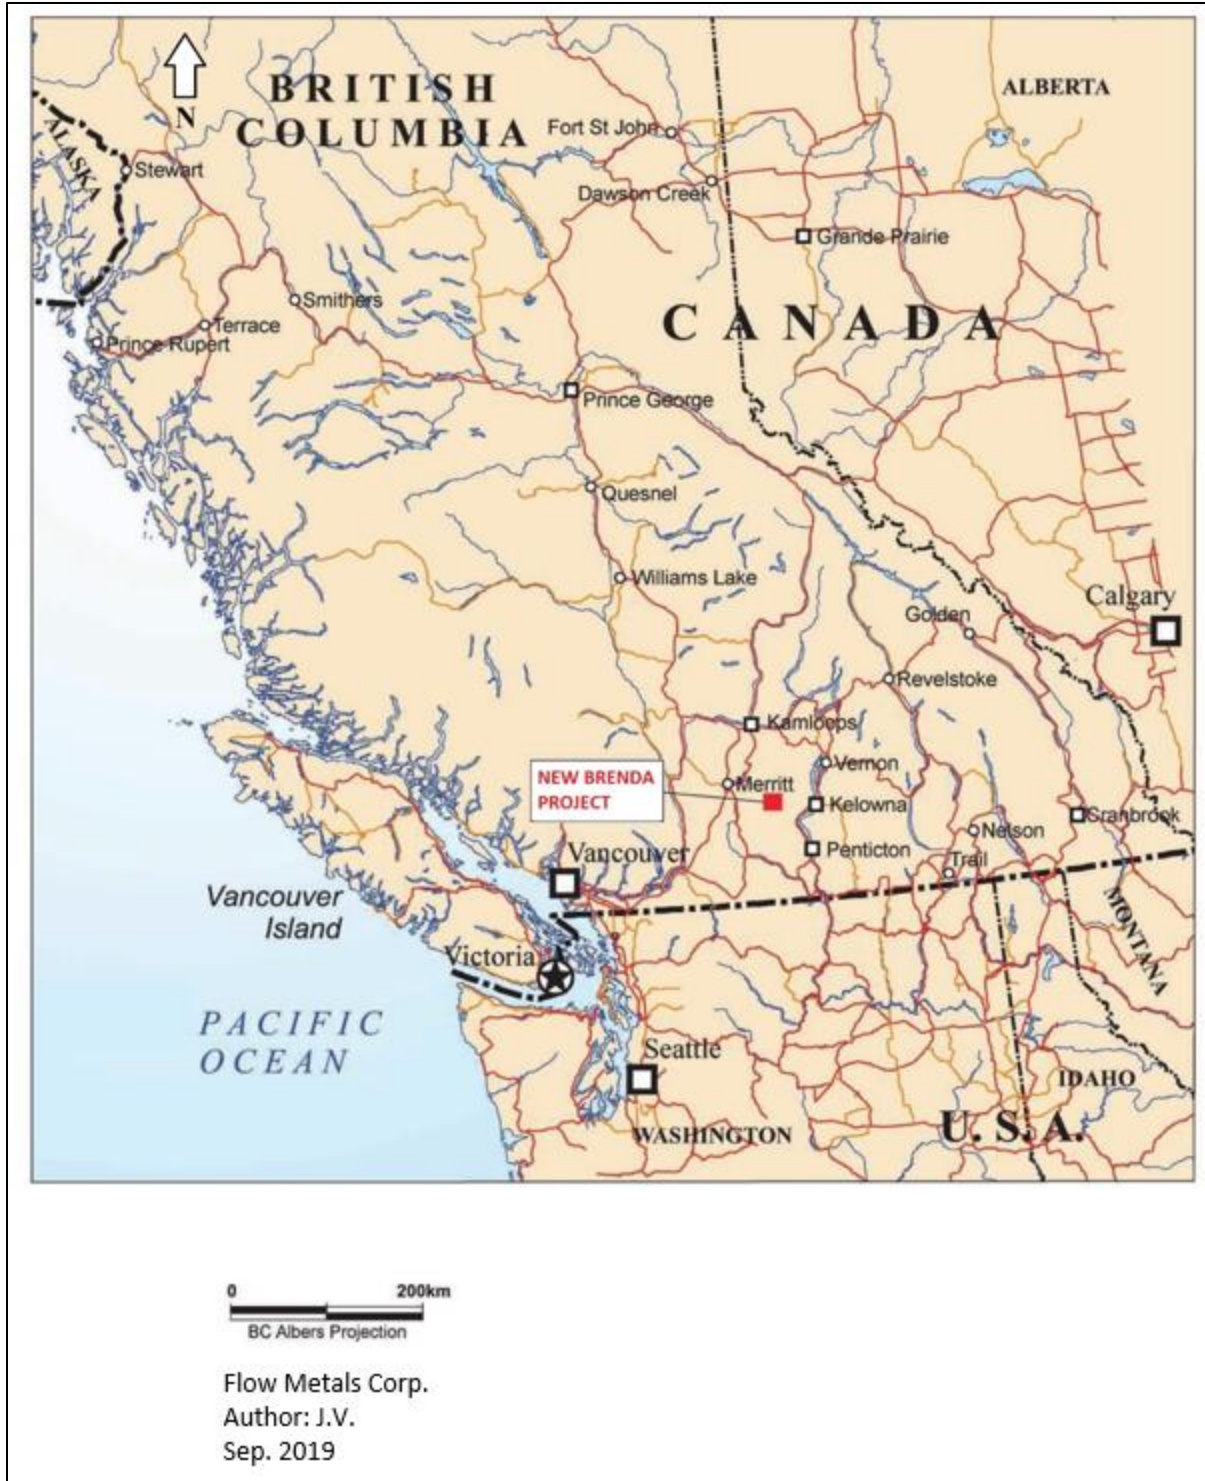 BRITISH
COLUMBIA
N
ALBERTA
ALASKA
Stewart
Fort St John
Dawson Creek
Grande Prairie
Smithers
Terrace
Prince Rupert
CANADA
Prince George
Quesnel
Williams Lake
Calgary
Golden
Revelstoke
Kamloops
Vernon
NEW BRENDA
PROJECT
Merritt
Kelowna
Cranbrook
Nelson
Penticton
Trail
Vancouver
Vancouver
Island
Victoria
MONTANA
PACIFIC
OCEAN
Seattle
IDAHO
WASHINGTON
U.S.A.
0 200km
BC Albers Projection
Flow Metals Corp.
Author: J.V.
Sep. 2019